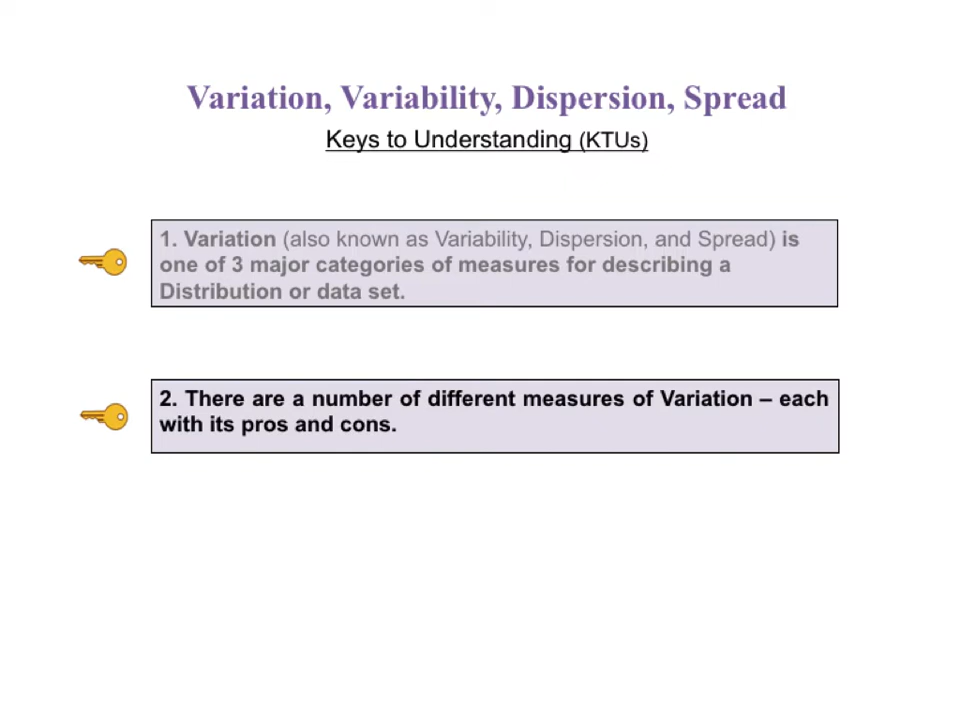 Variation, Variability, Dispersion, Spread
Keys to Understanding (KTUs)
1. Variation (also known as Variability, Dispersion, and Spread) is
one of 3 major categories of measures for describing a
Distribution or data set.
2. There are a number of different measures of Variation – each
with its pros and cons.